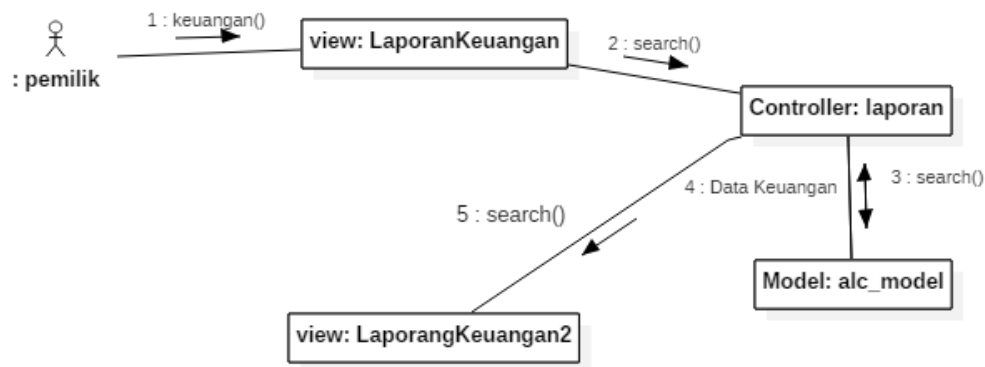 1 : keuangan()
view: LaporanKeuangan
2 : search()
: pemilik
Controller: laporan
4 : Data Keuangan
3 : search()
5 : search()
Model: alc_model
view: LaporangKeuangan2